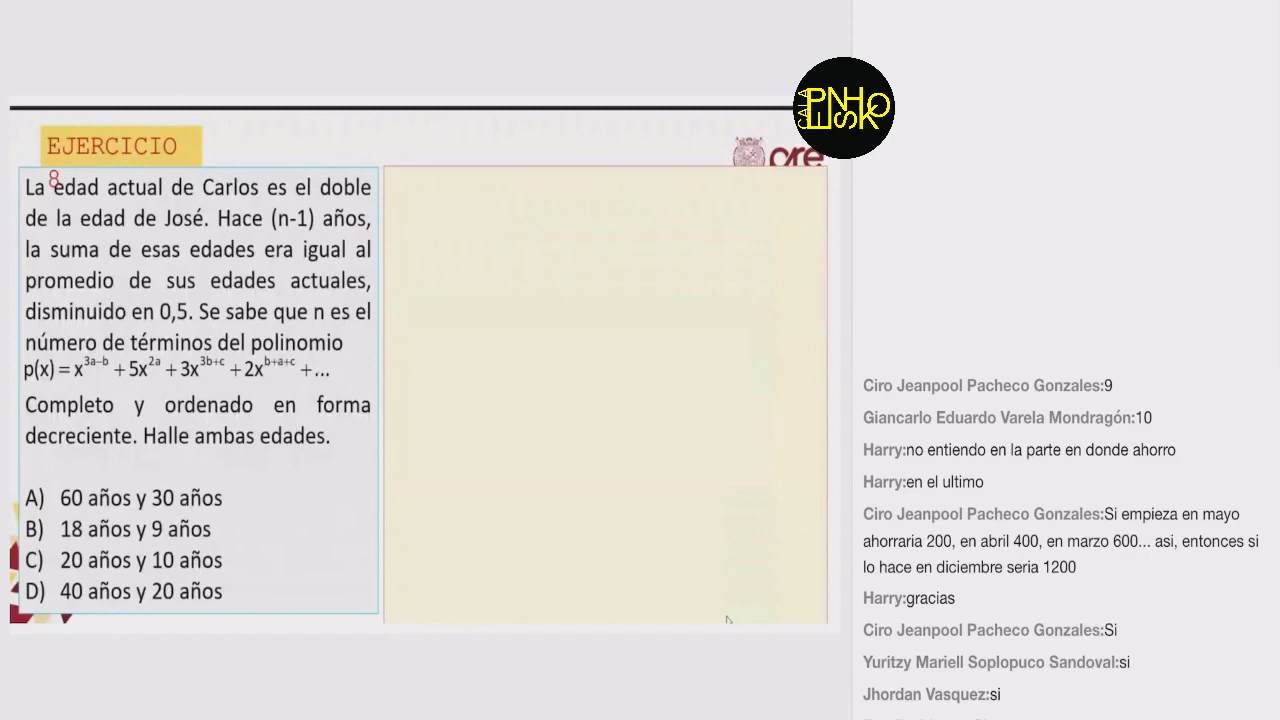 EJERCICIO
8
La edad actual de Carlos es el doble
de la edad de José. Hace (n-1) años,
la suma de esas edades era igual al
promedio de sus edades actuales,
disminuido en 0,5. Se sabe que n es el
número de términos del polinomio
p(x) = x^{3a-b} + 5x^{2a} + 3x^{3b+c} + 2x^{b+a+c} + ...
Completo y ordenado en forma
decreciente. Halle ambas edades.
A) 60 años y 30 años
B) 18 años y 9 años
C) 20 años y 10 años
D) 40 años y 20 años
cre
CALA
PENSHKO
Ciro Jeanpool Pacheco Gonzales:9
Giancarlo Eduardo Varela Mondragón:10
Harry:no entiendo en la parte en donde ahorro
Harry:en el ultimo
Ciro Jeanpool Pacheco Gonzales:Si empieza en mayo
ahorraria 200, en abril 400, en marzo 600... asi, entonces si
lo hace en diciembre seria 1200
Harry:gracias
Ciro Jeanpool Pacheco Gonzales:Si
Yuritzy Mariell Soplopuco Sandoval:si
Jhordan Vasquez:si